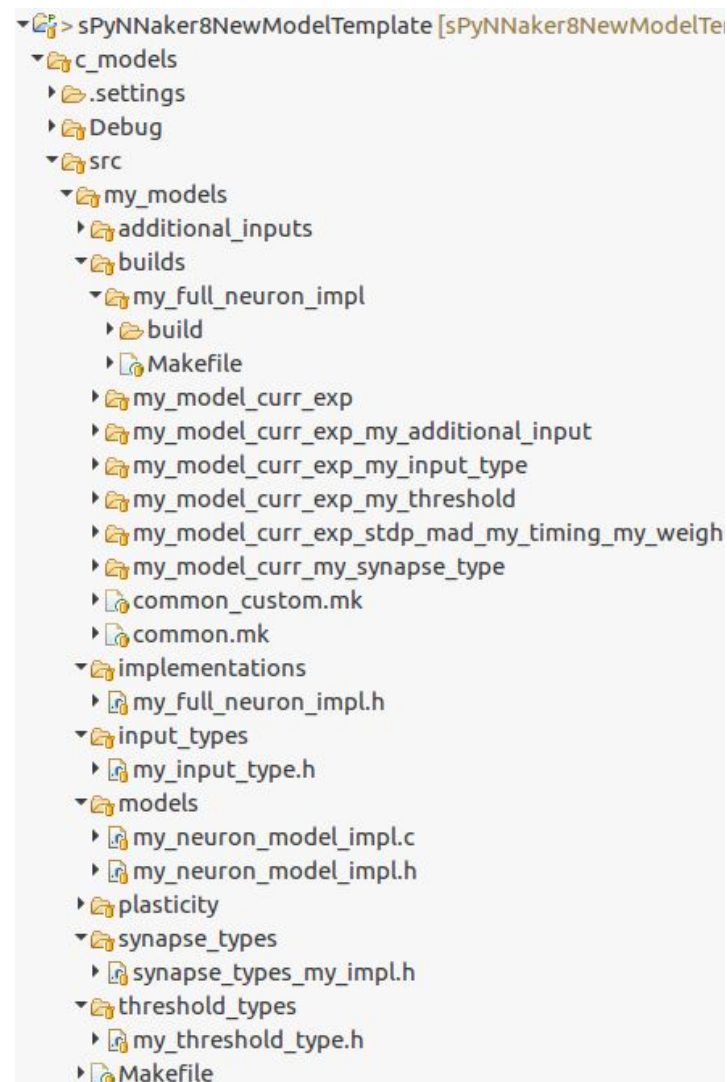 > sPyNNaker8NewModelTemplate [sPyNNaker8NewModelTe
c_models
.settings
Debug
src
my_models
additional_inputs
builds
my_full_neuron_impl
build
Makefile
my_model_curr_exp
my_model_curr_exp_my_additional_input
my_model_curr_exp_my_input_type
my_model_curr_exp_my_threshold
my_model_curr_exp_stdp_mad_my_timing_my_weigh
my_model_curr_my_synapse_type
common_custom.mk
common.mk
implementations
my_full_neuron_impl.h
input_types
my_input_type.h
models
my_neuron_model_impl.c
my_neuron_model_impl.h
plasticity
synapse_types
synapse_types_my_impl.h
threshold_types
my_threshold_type.h
Makefile